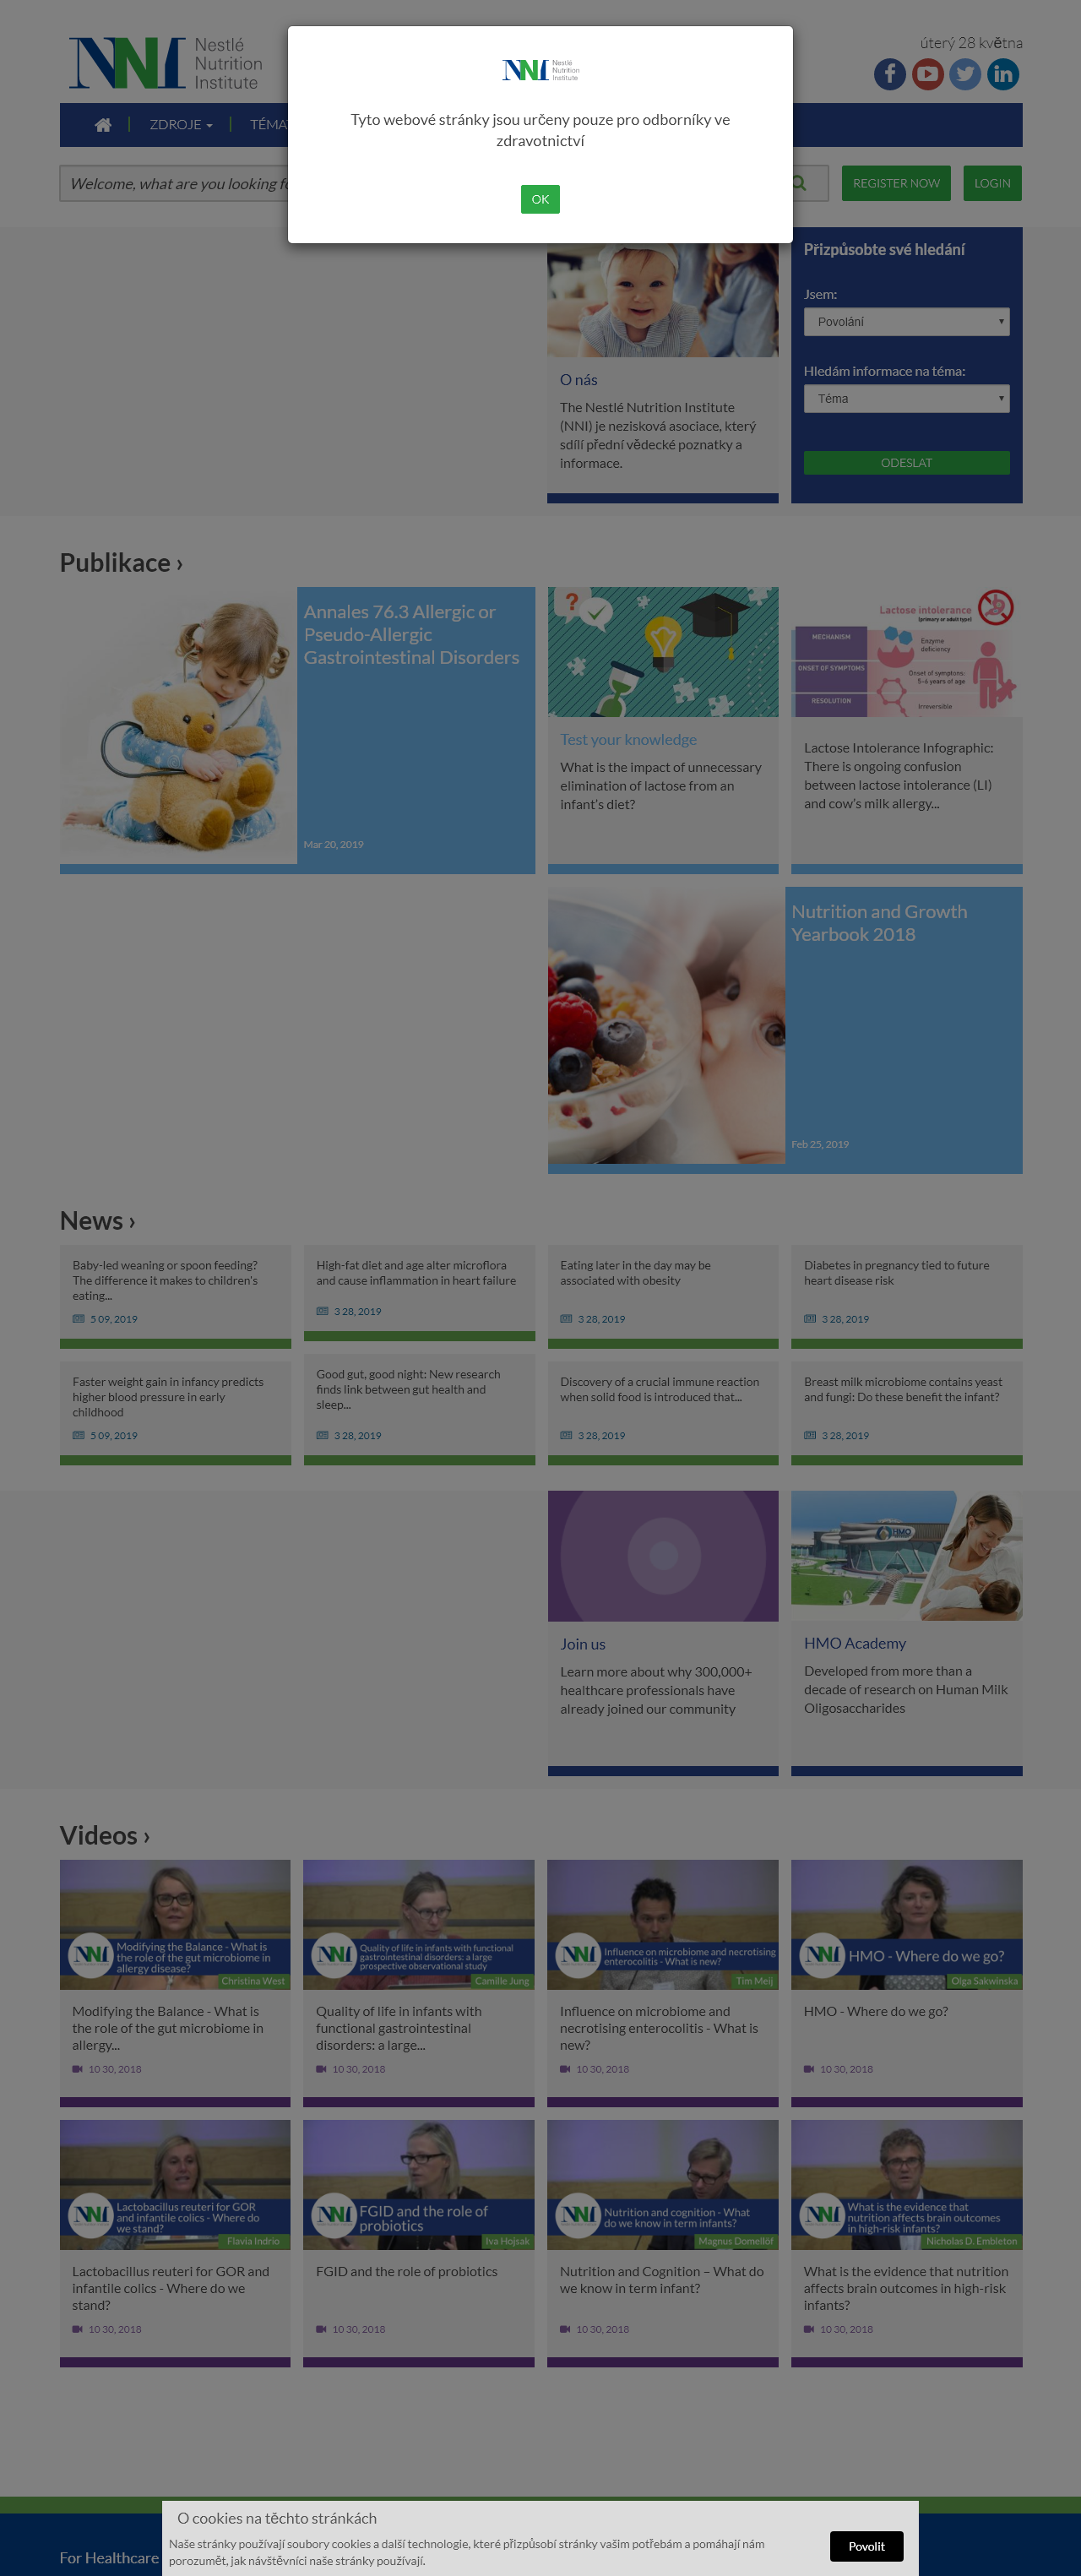 Nestlé
Nutrition
Institute
úterý 28 května
ZDROJE
Nestlé
Nutrition
Institute
Tyto webové stránky jsou určeny pouze pro odborníky ve
zdravotnictví
OK
Welcome, what are you looking
REGISTER NOW
LOGIN
O nás
The Nestlé Nutrition Institute
(NNI) je nezisková asociace, který
sdílí přední vědecké poznatky a
informace.
Přizpůsobte své hledání
Jsem:
Povolání
Hledám informace na téma:
Téma
ODESLAT
Publikace ›
Annales 76.3 Allergic or
Pseudo-Allergic
Gastrointestinal Disorders
Mar 20, 2019
Test your knowledge
What is the impact of unnecessary
elimination of lactose from an
infant's diet?
Lactose intolerance
(primary or adult type)
MECHANISM
Enzyme
deficiency
ONSET OF SYMPTOMS
Onset of symptoms:
5-6 years of age
RESOLUTION
Irreversible
Lactose Intolerance Infographic:
There is ongoing confusion
between lactose intolerance (LI)
and cow's milk allergy...
Nutrition and Growth
Yearbook 2018
Feb 25, 2019
News ›
Baby-led weaning or spoon feeding?
The difference it makes to children's
eating...
5 09, 2019
High-fat diet and age alter microflora
and cause inflammation in heart failure
3 28, 2019
Eating later in the day may be
associated with obesity
3 28, 2019
Diabetes in pregnancy tied to future
heart disease risk
3 28, 2019
Faster weight gain in infancy predicts
higher blood pressure in early
childhood
5 09, 2019
Good gut, good night: New research
finds link between gut health and
sleep...
3 28, 2019
Discovery of a crucial immune reaction
when solid food is introduced that...
3 28, 2019
Breast milk microbiome contains yeast
and fungi: Do these benefit the infant?
3 28, 2019
Join us
Learn more about why 300,000+
healthcare professionals have
already joined our community
HMO
HMO Academy
Developed from more than a
decade of research on Human Milk
Oligosaccharides
Videos ›
NNI
Modifying the Balance - What is
the role of the gut microbiome in
allergy disease?
Christina West
Modifying the Balance - What is
the role of the gut microbiome in
allergy...
10 30, 2018
NNI
Quality of life in infants with functional
gastrointestinal disorders: a large
prospective observational study
Camille Jung
Quality of life in infants with
functional gastrointestinal
disorders: a large...
10 30, 2018
NNI
Influence on microbiome and necrotising
enterocolitis - What is new?
Tim Meij
Influence on microbiome and
necrotising enterocolitis - What is
new?
10 30, 2018
NNI
HMO - Where do we go?
Olga Sakwinska
HMO - Where do we go?
10 30, 2018
NNI
Lactobacillus reuteri for GOR
and infantile colics - Where do
we stand?
Flavia Indrio
Lactobacillus reuteri for GOR and
infantile colics - Where do we
stand?
10 30, 2018
NNI
FGID and the role of
probiotics
Iva Hojsak
FGID and the role of probiotics
10 30, 2018
NNI
Nutrition and cognition - What
do we know in term infants?
Magnus Domellöf
Nutrition and Cognition – What do
we know in term infant?
10 30, 2018
NNI
What is the evidence that
nutrition affects brain outcomes
in high-risk infants?
Nicholas D. Embleton
What is the evidence that nutrition
affects brain outcomes in high-risk
infants?
10 30, 2018
For Healthcare
O cookies na těchto stránkách
Naše stránky používají soubory cookies a další technologie, které přizpůsobí stránky vašim potřebám a pomáhají nám
porozumět, jak návštěvníci naše stránky používají.
Povolit